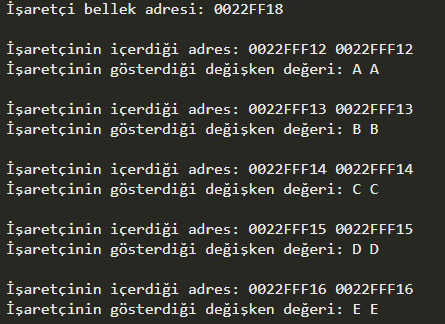 İşaretçi bellek adresi: 0022FF18
İşaretçinin içerdiği adres: 0022FFF12 0022FFF12
İşaretçinin gösterdiği değişken değeri: A A
İşaretçinin içerdiği adres: 0022FFF13 0022FFF13
İşaretçinin gösterdiği değişken değeri: B B
İşaretçinin içerdiği adres: 0022FFF14 0022FFF14
İşaretçinin gösterdiği değişken değeri: C C
İşaretçinin içerdiği adres: 0022FFF15 0022FFF15
İşaretçinin gösterdiği değişken değeri: D D
İşaretçinin içerdiği adres: 0022FFF16 0022FFF16
İşaretçinin gösterdiği değişken değeri: E E